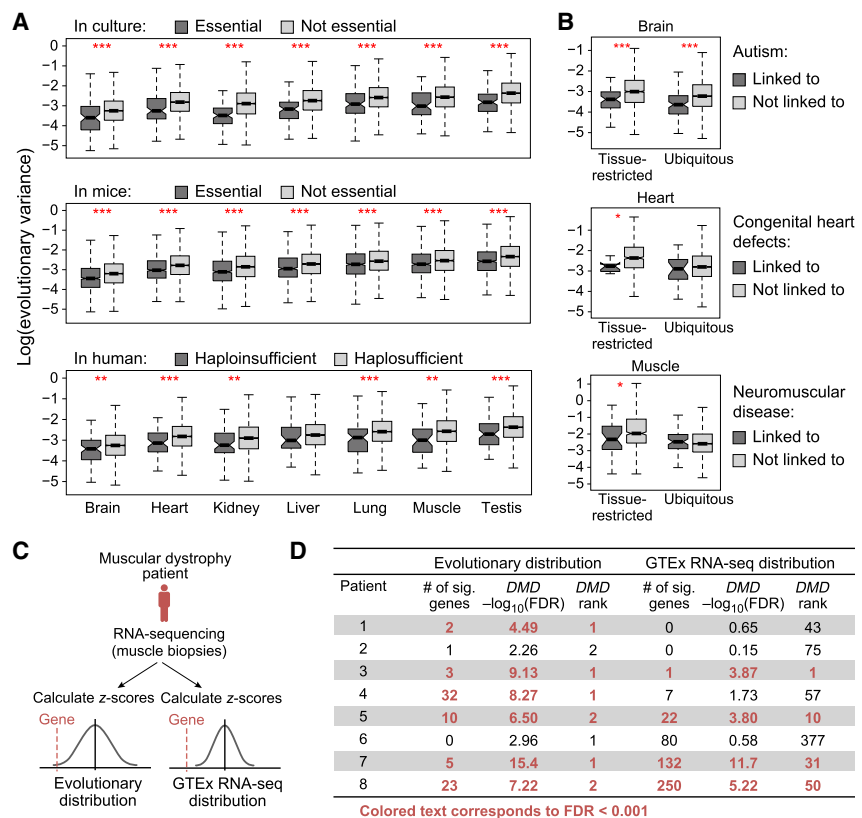 A
In culture: Essential Not essential
0
−1
−2
−3
−4
−5
*** *** *** *** *** *** ***
In mice: Essential Not essential
0
−1
−2
−3
−4
−5
*** *** *** *** *** *** ***
Log(evolutionary variance)
In human: Haploinsufficient Haplosufficient
0
−1
−2
−3
−4
−5
** *** ** *** ** ***
Brain Heart Kidney Liver Lung Muscle Testis
B
Brain
−1
−2
−3
−4
−5
*** ***
Tissue-
restricted
Ubiquitous
Autism:
Linked to
Not linked to
Heart
−1
−2
−3
−4
−5
*
Tissue-
restricted
Ubiquitous
Congenital heart
defects:
Linked to
Not linked to
Muscle
1
0
−1
−2
−3
−4
−5
*
Tissue-
restricted
Ubiquitous
Neuromuscular
disease:
Linked to
Not linked to
C
Muscular dystrophy
patient
RNA-sequencing
(muscle biopsies)
Calculate z-scores Calculate z-scores
Gene Gene
Evolutionary
distribution
GTEx RNA-seq
distribution
D
Evolutionary distribution GTEx RNA-seq distribution
Patient # of sig. genes DMD −log10(FDR) DMD rank # of sig. genes DMD −log10(FDR) DMD rank
1 2 4.49 1 0 0.65 43
2 1 2.26 2 0 0.15 75
3 3 9.13 1 1 3.87 1
4 32 8.27 1 7 1.73 57
5 10 6.50 2 22 3.80 10
6 0 2.96 1 80 0.58 377
7 5 15.4 1 132 11.7 31
8 23 7.22 2 250 5.22 50
Colored text corresponds to FDR < 0.001